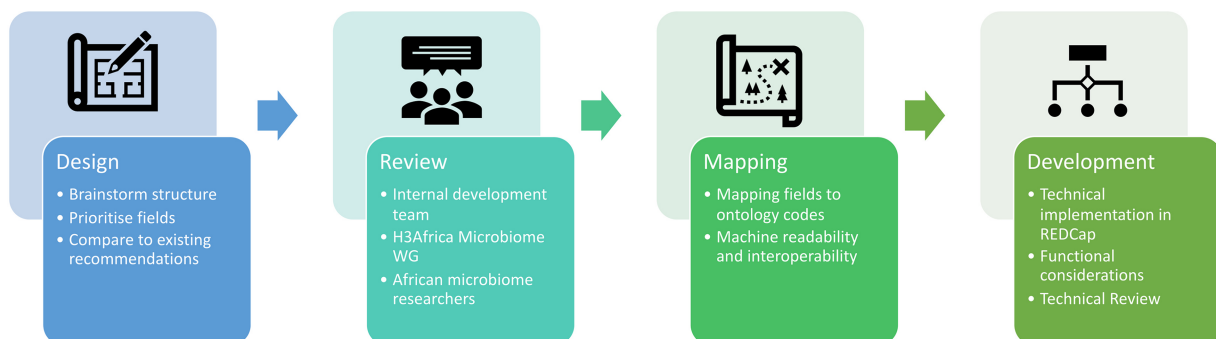 Design
• Brainstorm structure
• Prioritise fields
• Compare to existing
recommendations
Review
• Internal development
team
• H3Africa Microbiome
WG
• African microbiome
researchers
Mapping
• Mapping fields to
ontology codes
• Machine readability
and interoperability
Development
• Technical
implementation in
REDCap
• Functional
considerations
• Technical Review